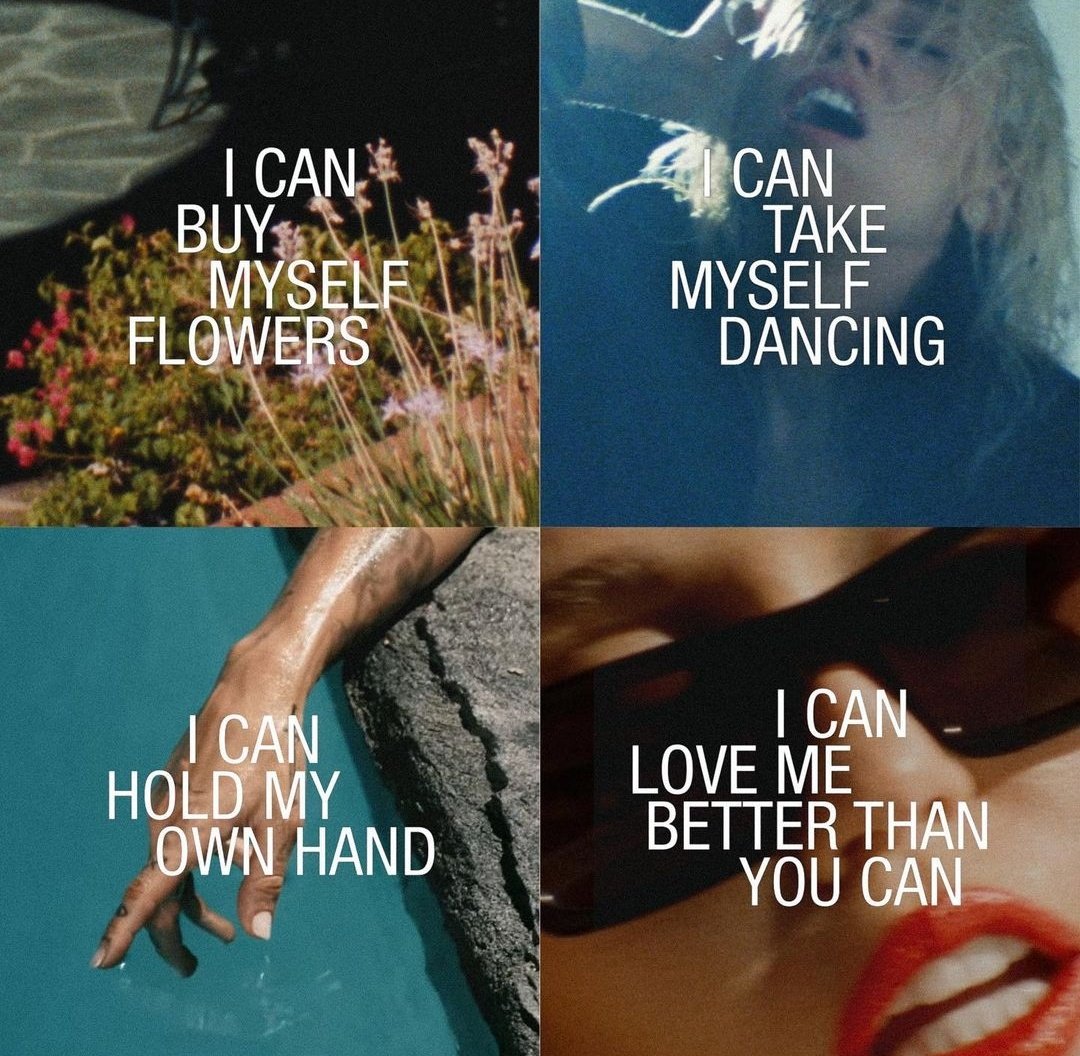 I CAN
BUY
MYSELF
FLOWERS
I CAN
TAKE
MYSELF
DANCING
I CAN
HOLD MY
OWN HAND
I CAN
LOVE ME
BETTER THAN
YOU CAN